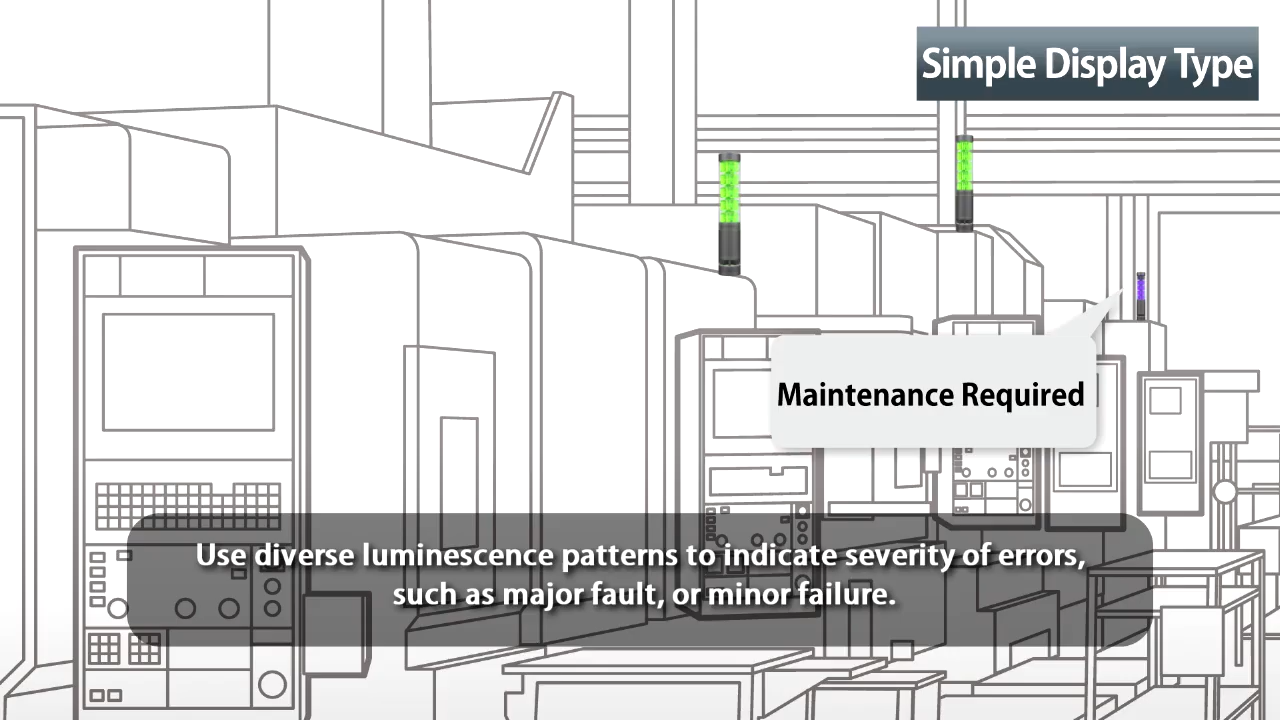 Simple Display Type
Maintenance Required
Use diverse luminescence patterns to indicate severity of errors,
such as major fault, or minor failure.